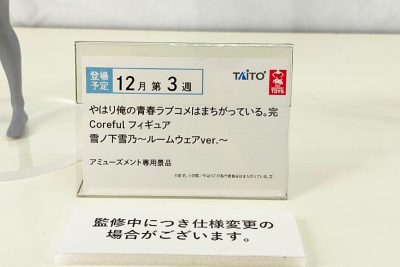 登場予定 12月 第3週
TAITO
TOYS
やはり俺の青春ラブコメはまちがっている。完
Coreful フィギュア
雪ノ下雪乃～ルームウェアver.～
アミューズメント専用景品
監修中につき仕様変更の
場合がございます。